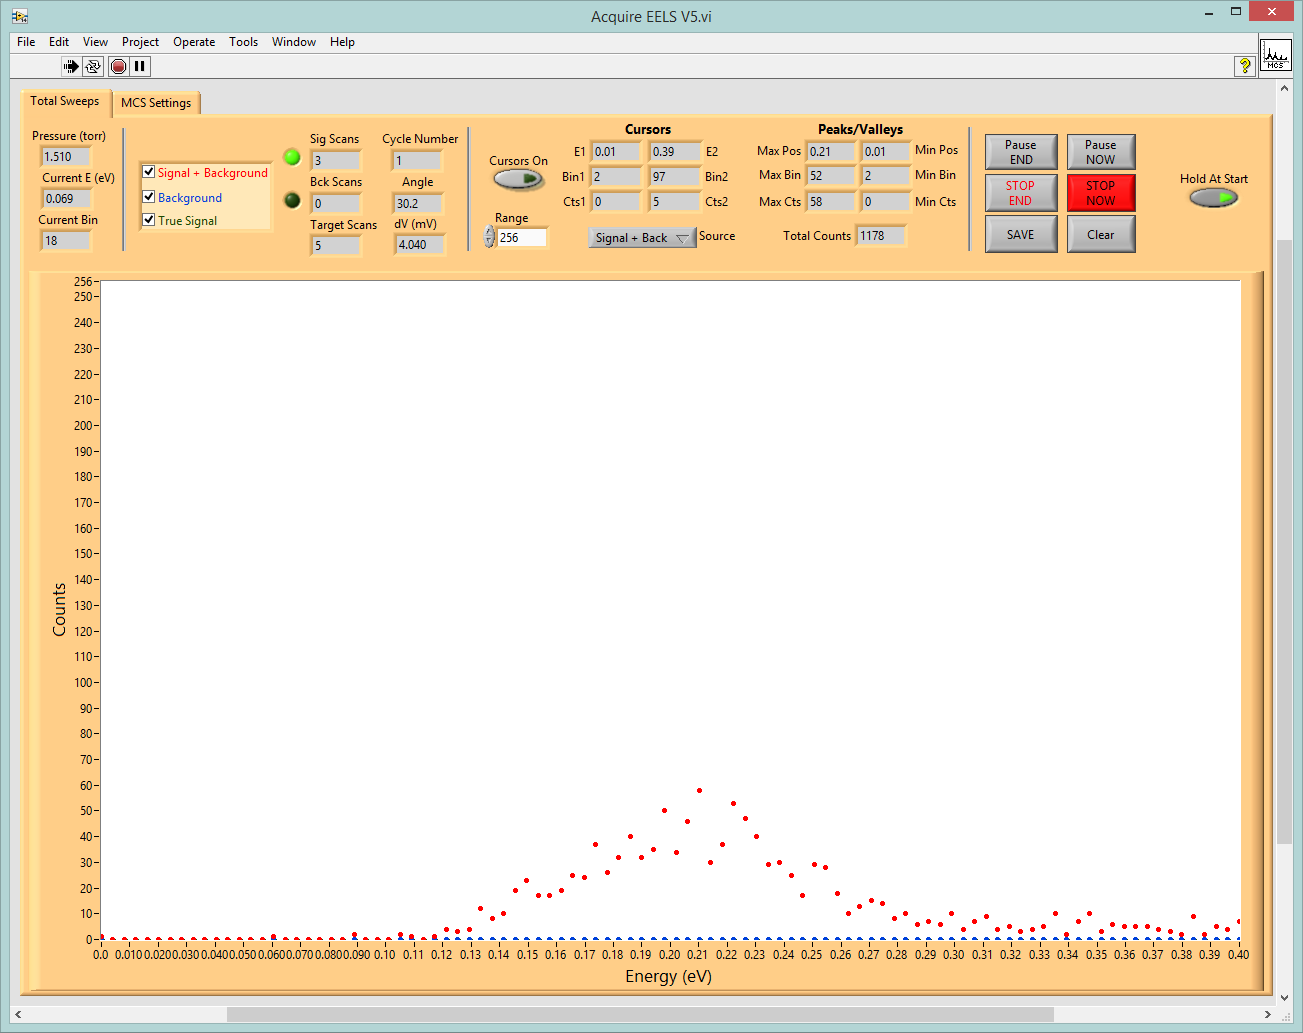 Acquire EELS V5.vi
File Edit View Project Operate Tools Window Help
MCS
Total Sweeps
MCS Settings
Pressure (torr)
1.510
Current E (eV)
0.069
Current Bin
18
Signal + Background
Background
True Signal
Sig Scans
3
Bck Scans
0
Target Scans
5
Cycle Number
1
Angle
30.2
dV (mV)
4.040
Cursors On
Range
256
Cursors
E1 0.01 0.39 E2
Bin1 2 97 Bin2
Cts1 0 5 Cts2
Signal + Back Source
Peaks/Valleys
Max Pos 0.21 0.01 Min Pos
Max Bin 52 2 Min Bin
Max Cts 58 0 Min Cts
Total Counts 1178
Pause END
Pause NOW
STOP END
STOP NOW
SAVE
Clear
Hold At Start
256
250
240
230
220
210
200
190
180
170
160
150
140
130
120
110
100
90
80
70
60
50
40
30
20
10
0
Counts
0.0 0.010 0.020 0.030 0.040 0.050 0.060 0.070 0.080 0.090 0.10 0.11 0.12 0.13 0.14 0.15 0.16 0.17 0.18 0.19 0.20 0.21 0.22 0.23 0.24 0.25 0.26 0.27 0.28 0.29 0.30 0.31 0.32 0.33 0.34 0.35 0.36 0.37 0.38 0.39 0.40
Energy (eV)